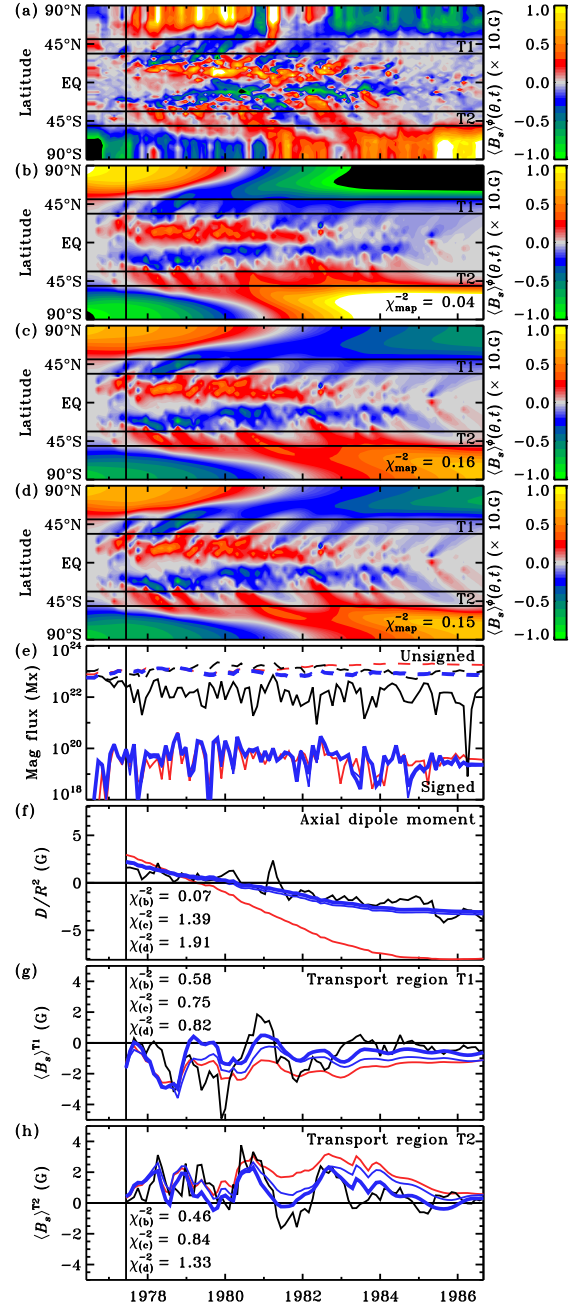 (a)
90°N
45°N
EQ
45°S
90°S
Latitude
T1
T2
1.0
0.5
0.0
−0.5
−1.0
⟨B_s⟩^ϕ(θ,t) (× 10.G)
(b)
90°N
45°N
EQ
45°S
90°S
Latitude
T1
T2
χ_map^−2 = 0.04
1.0
0.5
0.0
−0.5
−1.0
⟨B_s⟩^ϕ(θ,t) (× 10.G)
(c)
90°N
45°N
EQ
45°S
90°S
Latitude
T1
T2
χ_map^−2 = 0.16
1.0
0.5
0.0
−0.5
−1.0
⟨B_s⟩^ϕ(θ,t) (× 10.G)
(d)
90°N
45°N
EQ
45°S
90°S
Latitude
T1
T2
χ_map^−2 = 0.15
1.0
0.5
0.0
−0.5
−1.0
⟨B_s⟩^ϕ(θ,t) (× 10.G)
(e)
10^24
10^22
10^20
10^18
Mag flux (Mx)
Unsigned
Signed
(f)
5
0
−5
D/R² (G)
Axial dipole moment
χ_(b)^−2 = 0.07
χ_(c)^−2 = 1.39
χ_(d)^−2 = 1.91
(g)
4
2
0
−2
−4
⟨B_s⟩^T1 (G)
χ_(b)^−2 = 0.58
χ_(c)^−2 = 0.75
χ_(d)^−2 = 0.82
Transport region T1
(h)
4
2
0
−2
−4
⟨B_s⟩^T2 (G)
Transport region T2
χ_(b)^−2 = 0.46
χ_(c)^−2 = 0.84
χ_(d)^−2 = 1.33
1978 1980 1982 1984 1986